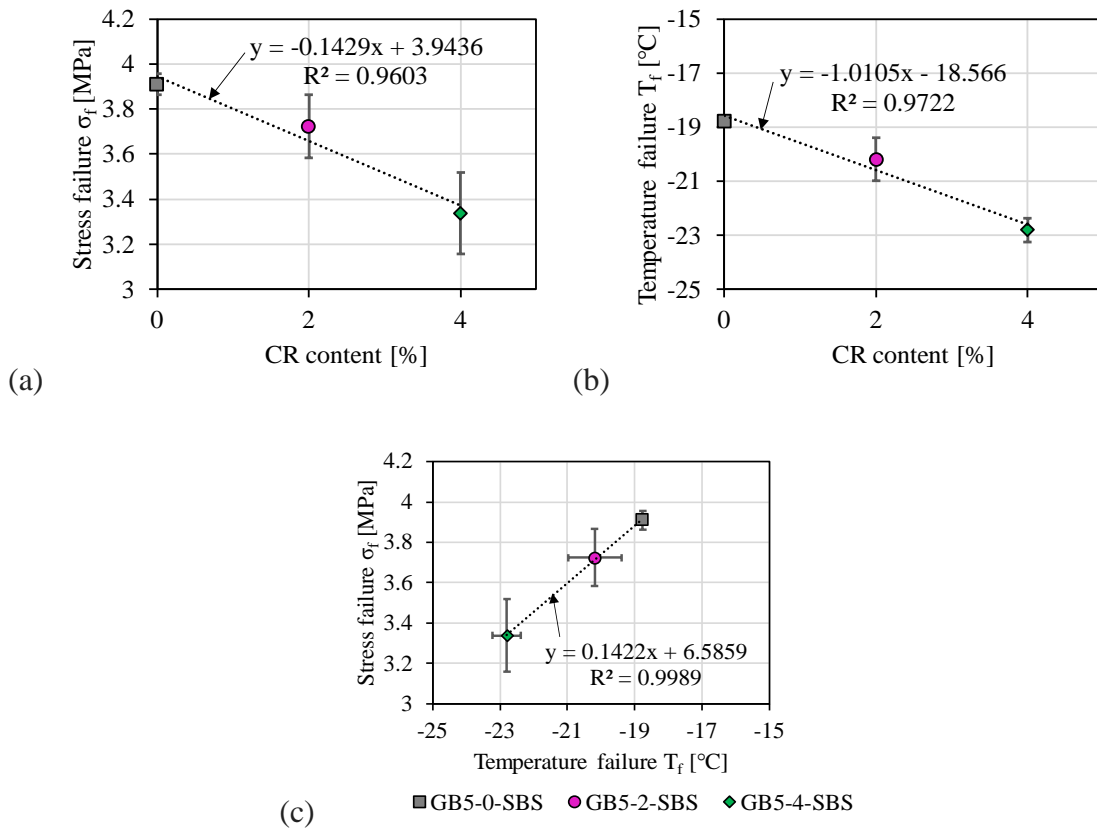 4.2
4
3.8
3.6
3.4
3.2
3
Stress failure σ_f [MPa]
y = -0.1429x + 3.9436
R² = 0.9603
0 2 4
CR content [%]
(a)
-15
-17
-19
-21
-23
-25
Temperature failure T_f [°C]
y = -1.0105x - 18.566
R² = 0.9722
0 2 4
CR content [%]
(b)
4.2
4
3.8
3.6
3.4
3.2
3
Stress failure σ_f [MPa]
y = 0.1422x + 6.5859
R² = 0.9989
-25 -23 -21 -19 -17 -15
Temperature failure T_f [°C]
GB5-0-SBS GB5-2-SBS GB5-4-SBS
(c)